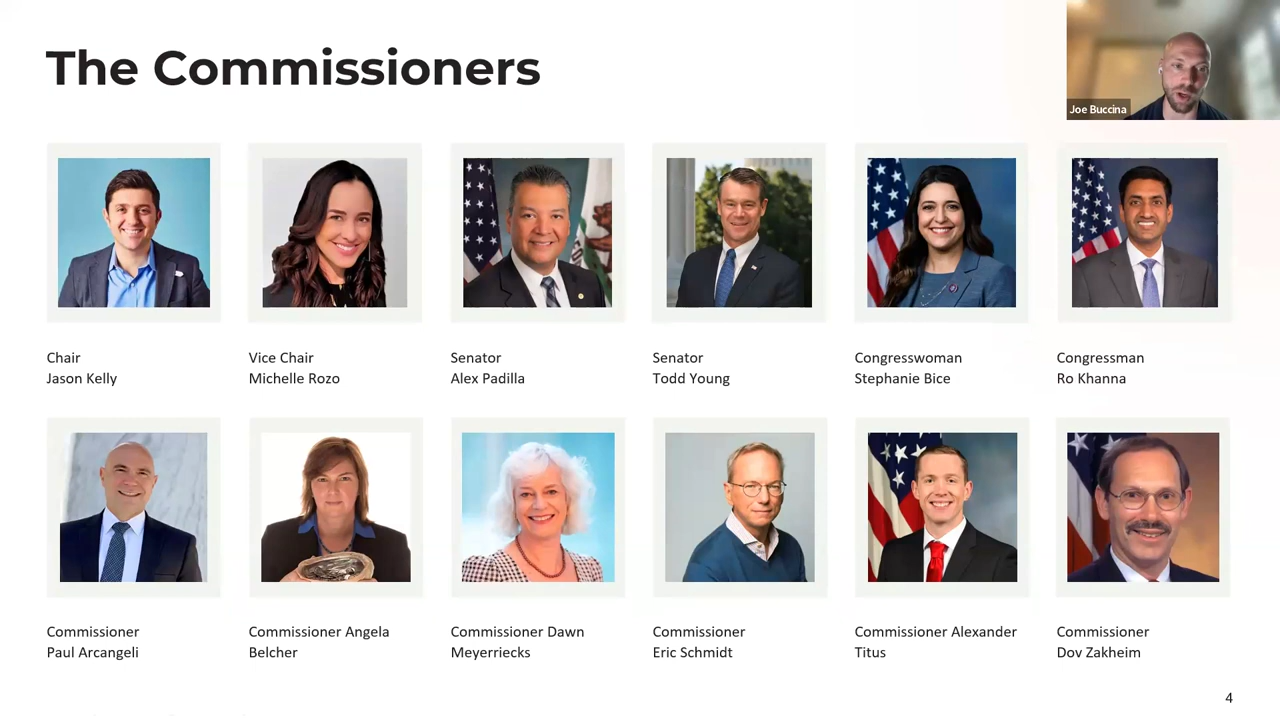 The Commissioners
Joe Buccina
Chair
Jason Kelly
Vice Chair
Michelle Rozo
Senator
Alex Padilla
Senator
Todd Young
Congresswoman
Stephanie Bice
Congressman
Ro Khanna
Commissioner
Paul Arcangeli
Commissioner Angela
Belcher
Commissioner Dawn
Meyerriecks
Commissioner
Eric Schmidt
Commissioner Alexander
Titus
Commissioner
Dov Zakheim
4